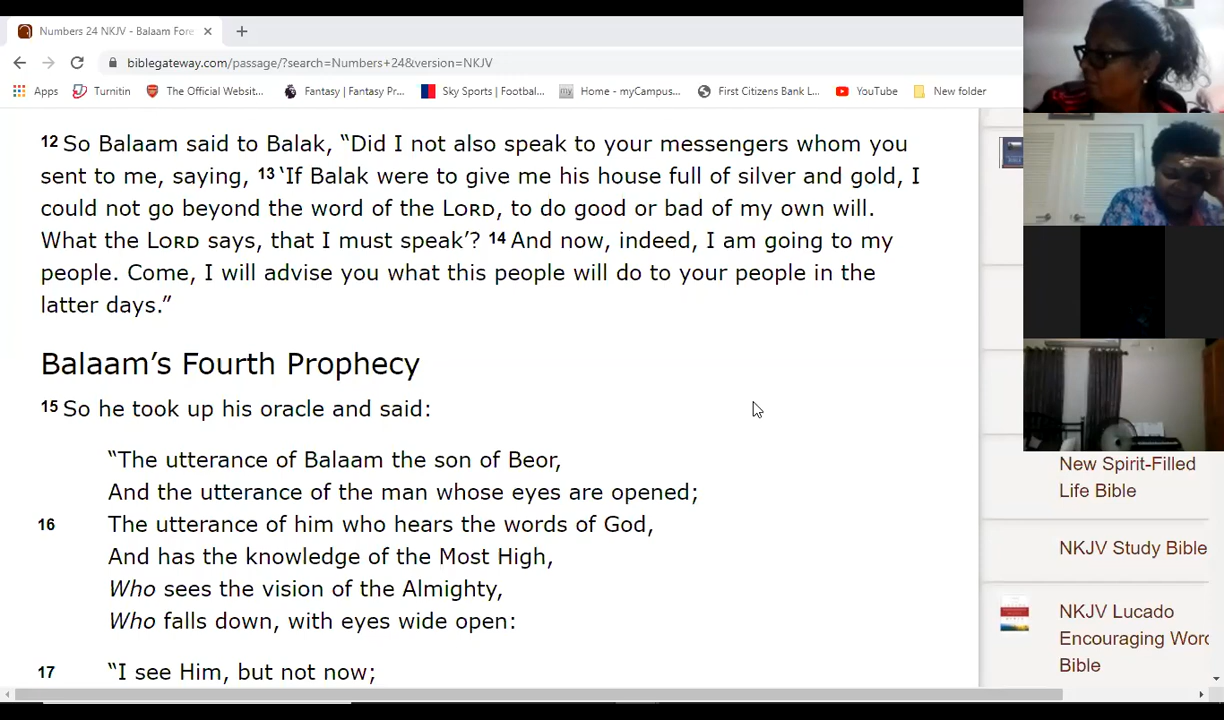 Numbers 24 NKJV - Balaam Fore
biblegateway.com/passage/?search=Numbers+24&version=NKJV
Apps Turnitin The Official Websit... Fantasy | Fantasy Pr... Sky Sports | Footbal... Home - myCampus... First Citizens Bank L... YouTube New folder
12 So Balaam said to Balak, “Did I not also speak to your messengers whom you
sent to me, saying, 13 ‘If Balak were to give me his house full of silver and gold, I
could not go beyond the word of the LORD, to do good or bad of my own will.
What the LORD says, that I must speak’? 14 And now, indeed, I am going to my
people. Come, I will advise you what this people will do to your people in the
latter days.”
Balaam’s Fourth Prophecy
15 So he took up his oracle and said:
“The utterance of Balaam the son of Beor,
And the utterance of the man whose eyes are opened;
16 The utterance of him who hears the words of God,
And has the knowledge of the Most High,
Who sees the vision of the Almighty,
Who falls down, with eyes wide open:
17 “I see Him, but not now;
New Spirit-Filled
Life Bible
NKJV Study Bible
NKJV Lucado
Encouraging Word
Bible